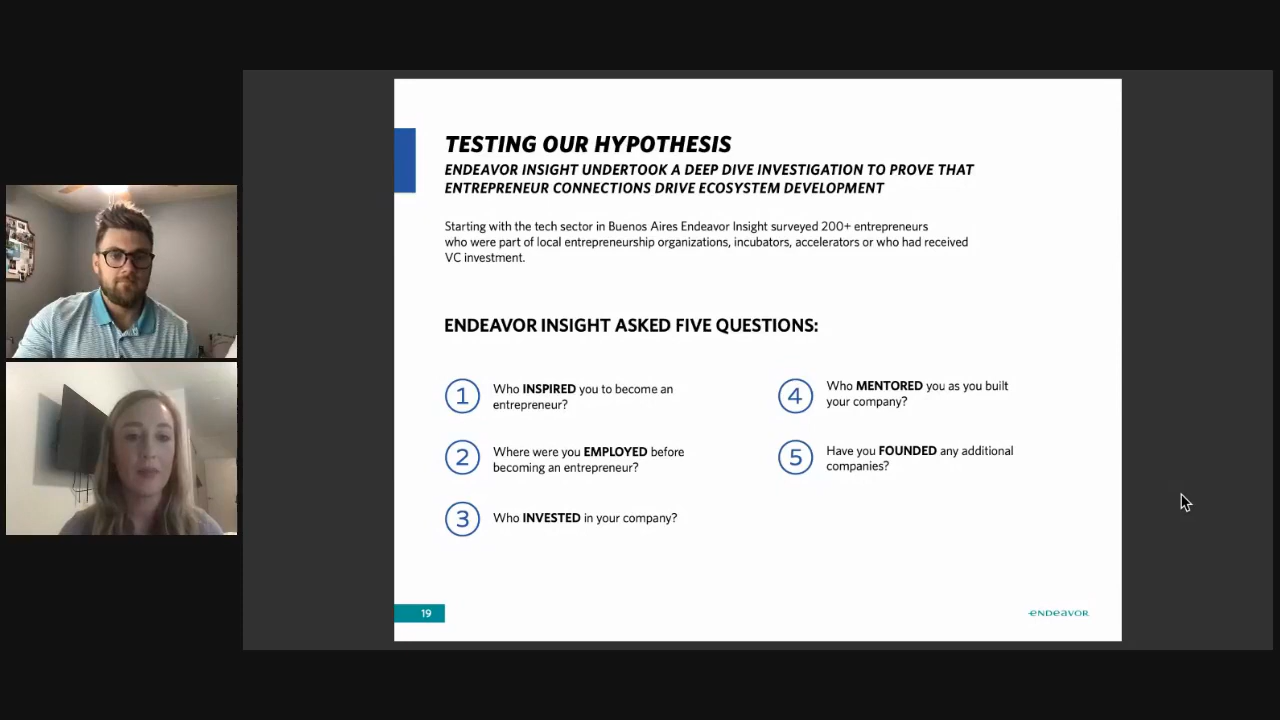 TESTING OUR HYPOTHESIS
ENDEAVOR INSIGHT UNDERTOOK A DEEP DIVE INVESTIGATION TO PROVE THAT
ENTREPRENEUR CONNECTIONS DRIVE ECOSYSTEM DEVELOPMENT
Starting with the tech sector in Buenos Aires Endeavor Insight surveyed 200+ entrepreneurs
who were part of local entrepreneurship organizations, incubators, accelerators or who had received
VC investment.
ENDEAVOR INSIGHT ASKED FIVE QUESTIONS:
1
Who INSPIRED you to become an
entrepreneur?
2
Where were you EMPLOYED before
becoming an entrepreneur?
3
Who INVESTED in your company?
4
Who MENTORED you as you built
your company?
5
Have you FOUNDED any additional
companies?
19
ENDEAVOR